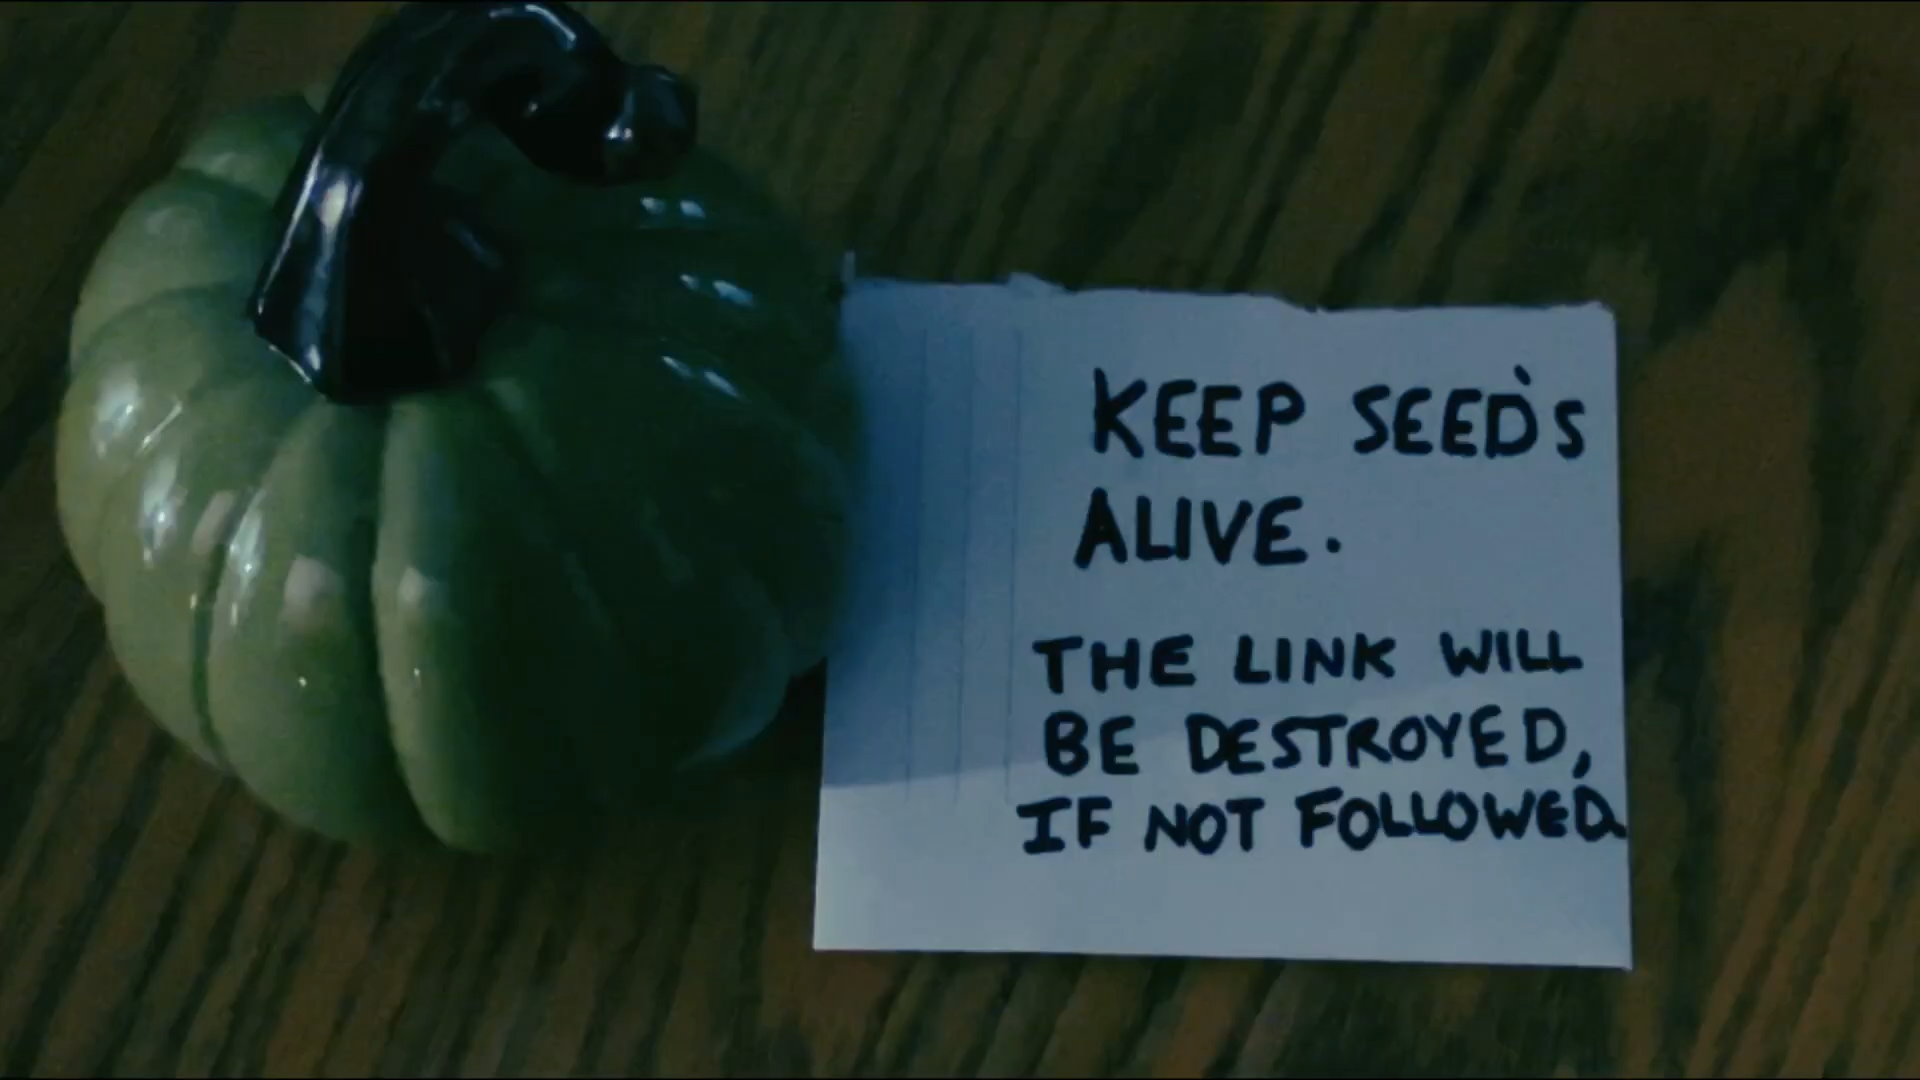 KEEP SEED'S
ALIVE.
THE LINK WILL
BE DESTROYED,
IF NOT FOLLOWED.